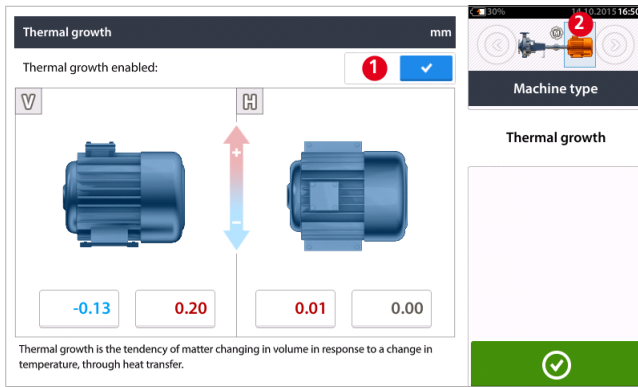 Thermal growth mm
Thermal growth enabled:
1
V
H
+
-
-0.13 0.20 0.01 0.00
Thermal growth is the tendency of matter changing in volume in response to a change in
temperature, through heat transfer.
30% 14.10.2015 16:50
2
M
Machine type
Thermal growth